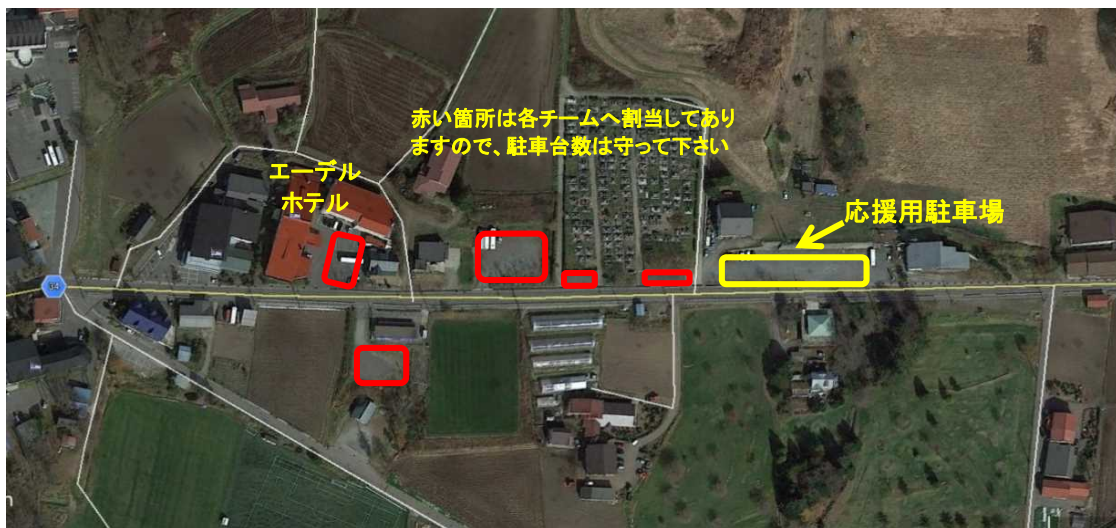 赤い箇所は各チームへ割当してあり
ますので、駐車台数は守って下さい
エーデル
ホテル
応援用駐車場